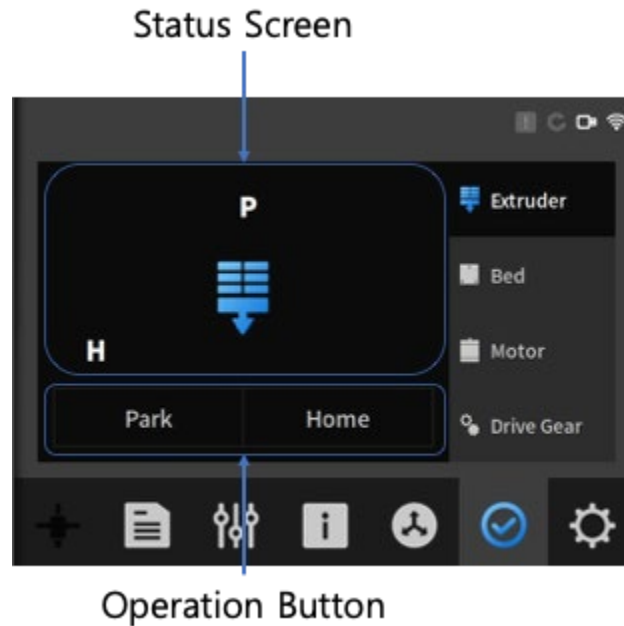 Status Screen
P
Extruder
Bed
H
Motor
Park Home
Drive Gear
Operation Button